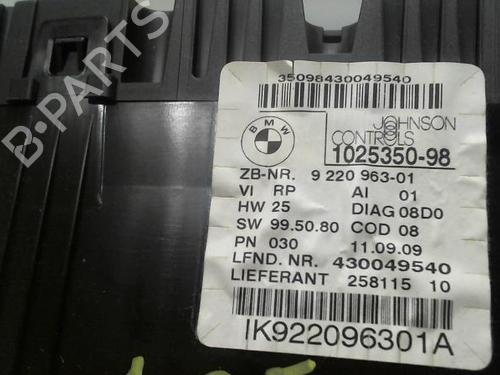 B-PARTS
35098430049540
BMW
JOHNSON
CONTROLS
1025350-98
ZB-NR. 9 220 963-01
VI RP AI 01
HW 25 DIAG 08D0
SW 99.50.80 COD 08
PN 030 11.09.09
LFND. NR. 430049540
LIEFERANT 258115 10
IK922096301A